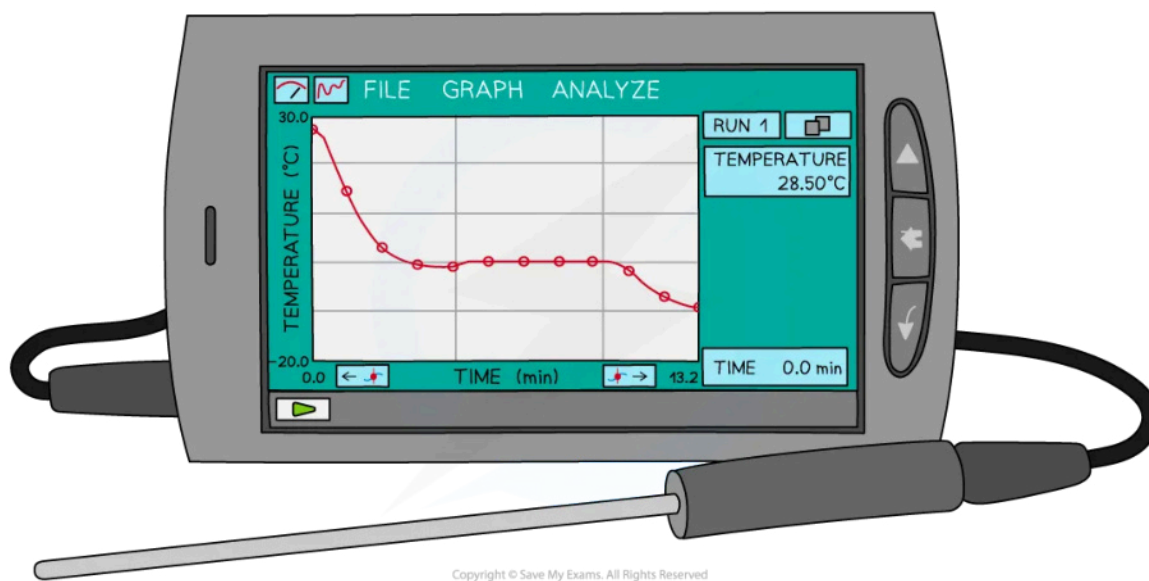 FILE GRAPH ANALYZE
30.0
RUN 1
TEMPERATURE
28.50°C
TEMPERATURE (°C)
-20.0
TIME 0.0 min
0.0 ← TIME (min) → 13.2
Copyright © Save My Exams. All Rights Reserved